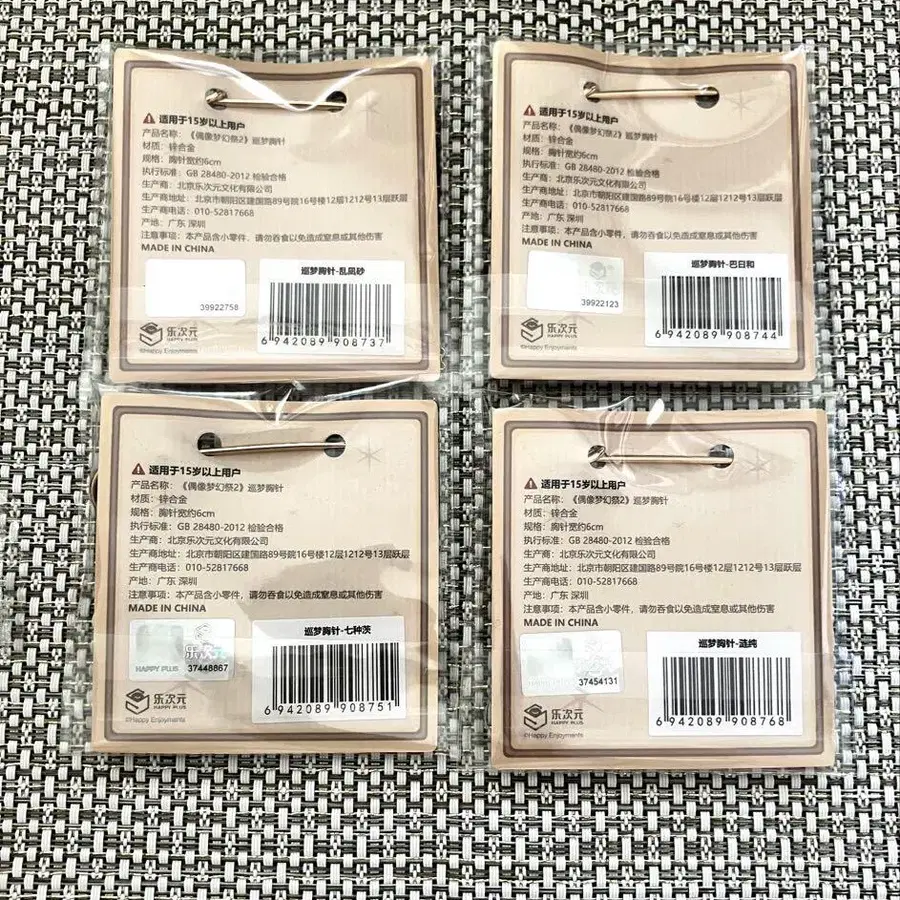 适用于15岁以上用户
产品名称：《偶像梦幻祭2》巡梦胸针
材质：锌合金
规格：胸针宽约6cm
执行标准：GB 28480-2012 检验合格
生产商：北京乐次元文化有限公司
生产商地址：北京市朝阳区建国路89号院16号楼12层1212号13层跃层
生产商电话：010-52817668
产地：广东 深圳
注意事项：本产品含小零件，请勿吞食以免造成窒息或其他伤害
MADE IN CHINA
39922758
巡梦胸针-乱凪砂
6 942089 908737
乐次元
HAPPY PLUS
©Happy Enjoyments
适用于15岁以上用户
产品名称：《偶像梦幻祭2》巡梦胸针
材质：锌合金
规格：胸针宽约6cm
执行标准：GB 28480-2012 检验合格
生产商：北京乐次元文化有限公司
生产商地址：北京市朝阳区建国路89号院16号楼12层1212号13层跃层
生产商电话：010-52817668
产地：广东 深圳
注意事项：本产品含小零件，请勿吞食以免造成窒息或其他伤害
MADE IN CHINA
39922123
巡梦胸针-巴日和
6 942089 908744
乐次元
HAPPY PLUS
©Happy Enjoyments
适用于15岁以上用户
产品名称：《偶像梦幻祭2》巡梦胸针
材质：锌合金
规格：胸针宽约6cm
执行标准：GB 28480-2012 检验合格
生产商：北京乐次元文化有限公司
生产商地址：北京市朝阳区建国路89号院16号楼12层1212号13层跃层
生产商电话：010-52817668
产地：广东 深圳
注意事项：本产品含小零件，请勿吞食以免造成窒息或其他伤害
MADE IN CHINA
乐次元
HAPPY PLUS
37448867
巡梦胸针-七种茨
6 942089 908751
乐次元
HAPPY PLUS
©Happy Enjoyments
适用于15岁以上用户
产品名称：《偶像梦幻祭2》巡梦胸针
材质：锌合金
规格：胸针宽约6cm
执行标准：GB 28480-2012 检验合格
生产商：北京乐次元文化有限公司
生产商地址：北京市朝阳区建国路89号院16号楼12层1212号13层跃层
生产商电话：010-52817668
产地：广东 深圳
注意事项：本产品含小零件，请勿吞食以免造成窒息或其他伤害
MADE IN CHINA
37454131
巡梦胸针-涟纯
6 942089 908768
乐次元
HAPPY PLUS
©Happy Enjoyments